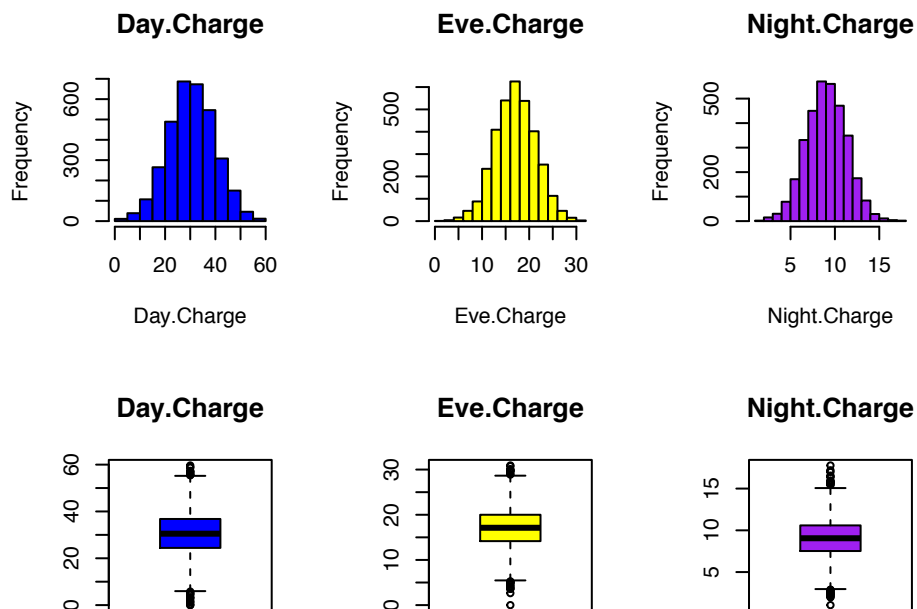 Day.Charge
Eve.Charge
Night.Charge
Frequency
0 300 600
0 20 40 60
Day.Charge
Frequency
0 200 500
0 10 20 30
Eve.Charge
Frequency
0 200 500
5 10 15
Night.Charge
Day.Charge
Eve.Charge
Night.Charge
0 20 40 60
0 10 20 30
5 10 15